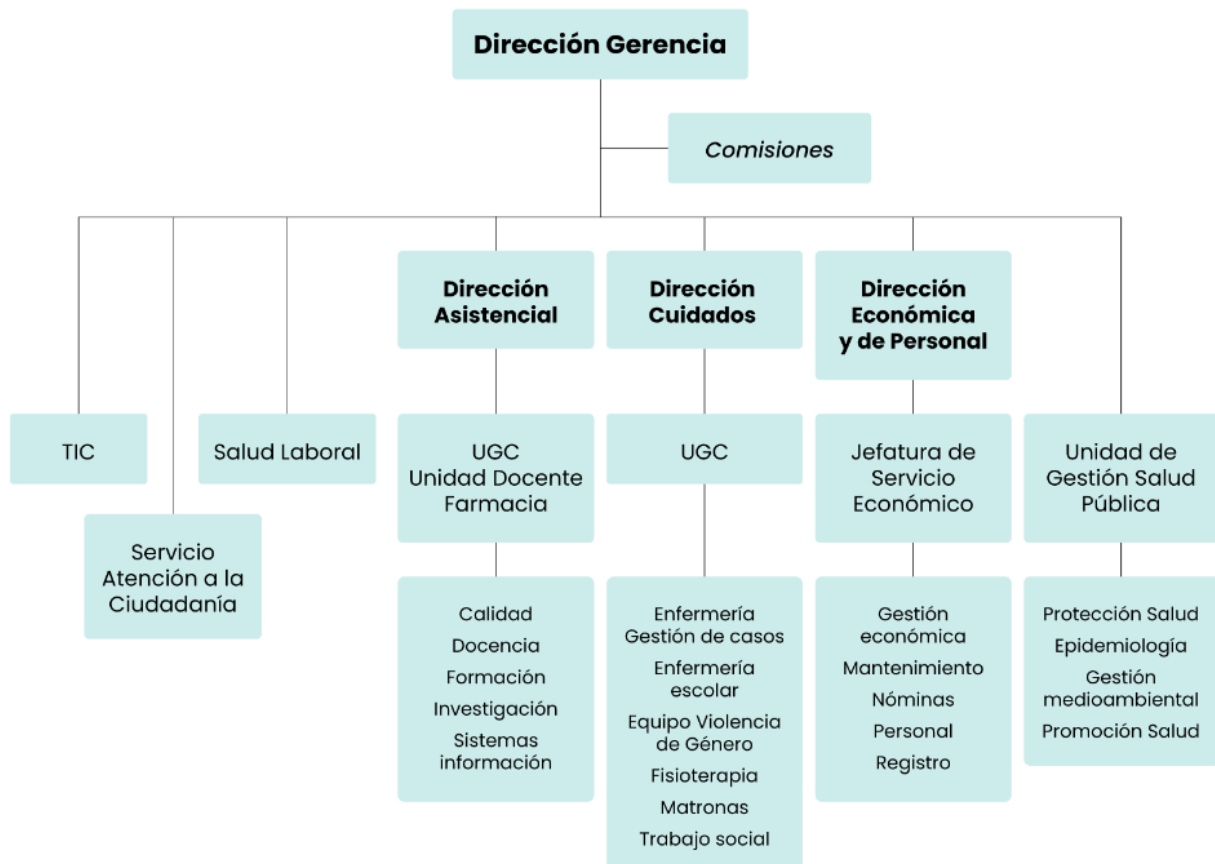 Dirección Gerencia
Comisiones
Dirección
Asistencial
Dirección
Cuidados
Dirección
Económica
y de Personal
TIC
Servicio
Atención a la
Ciudadanía
Salud Laboral
UGC
Unidad Docente
Farmacia
UGC
Jefatura de
Servicio
Económico
Unidad de
Gestión Salud
Pública
Calidad
Docencia
Formación
Investigación
Sistemas
información
Enfermería
Gestión de casos
Enfermería
escolar
Equipo Violencia
de Género
Fisioterapia
Matronas
Trabajo social
Gestión
económica
Mantenimiento
Nóminas
Personal
Registro
Protección Salud
Epidemiología
Gestión
medioambiental
Promoción Salud